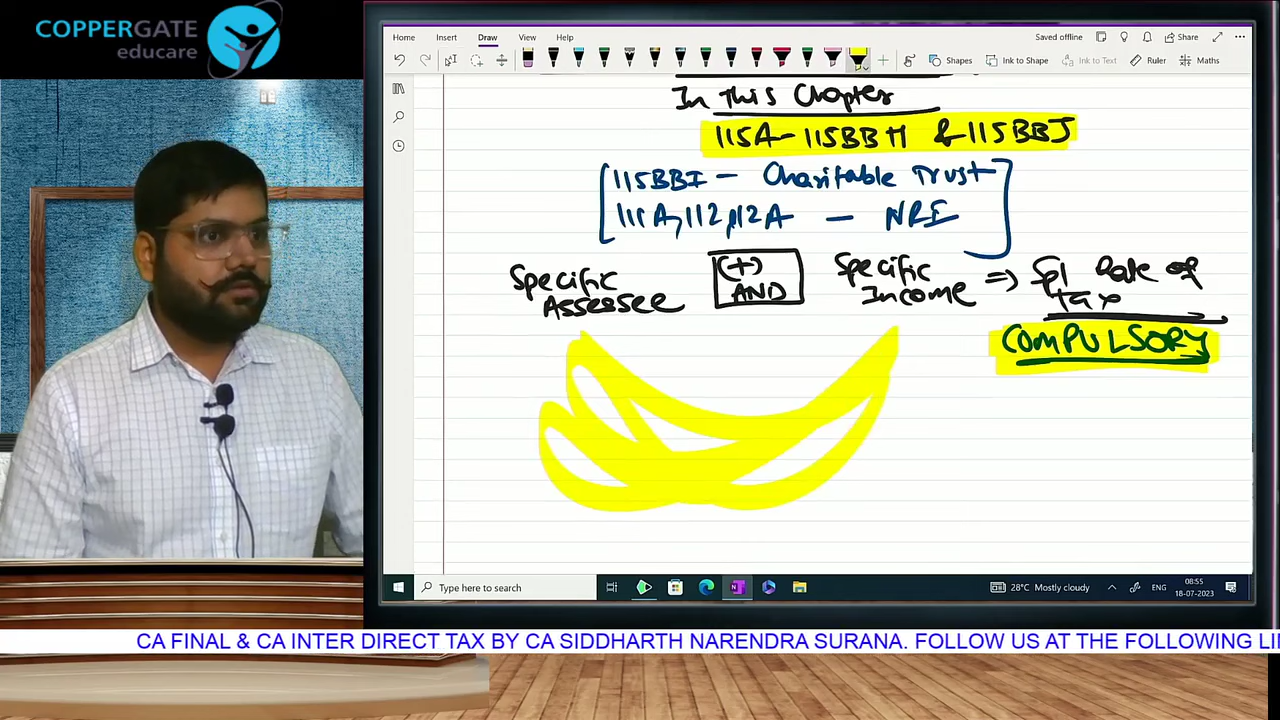 COPPERGATE
educare
Home Insert Draw View Help
Saved offline
Share
Shapes
Ink to Shape
Ink to Text
Ruler
Maths
In This Chapter
115A-115BBH & 115BBJ
115BBI - Charitable Trust
111A, 112, 112A - NRI
Specific Assessee (+) AND Specific Income => Spl Rate of Tax
COMPULSORY
Type here to search
28°C Mostly cloudy
ENG
08:55
18-07-2023
CA FINAL & CA INTER DIRECT TAX BY CA SIDDHARTH NARENDRA SURANA. FOLLOW US AT THE FOLLOWING